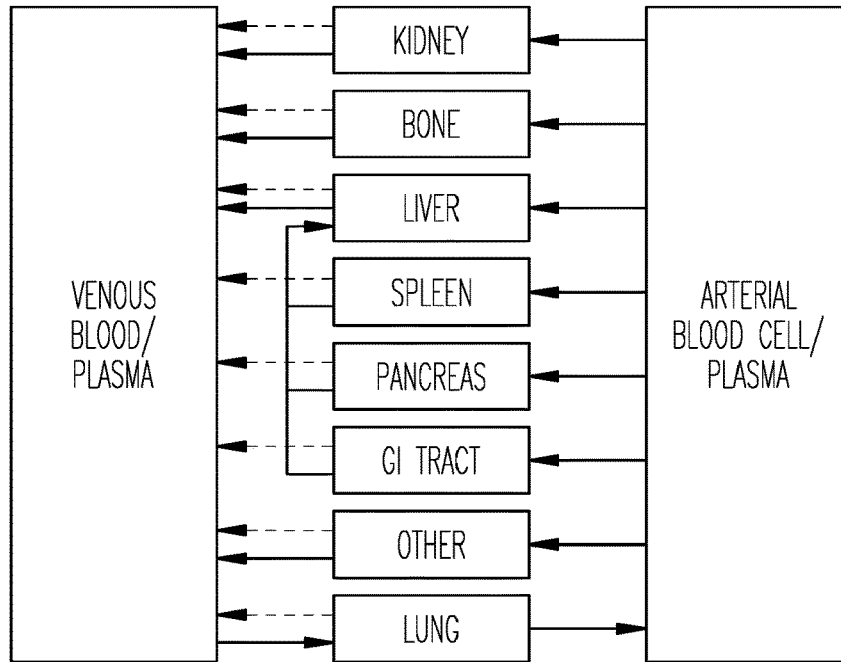 KIDNEY
BONE
LIVER
SPLEEN
PANCREAS
GI TRACT
OTHER
LUNG
VENOUS
BLOOD/
PLASMA
ARTERIAL
BLOOD CELL/
PLASMA